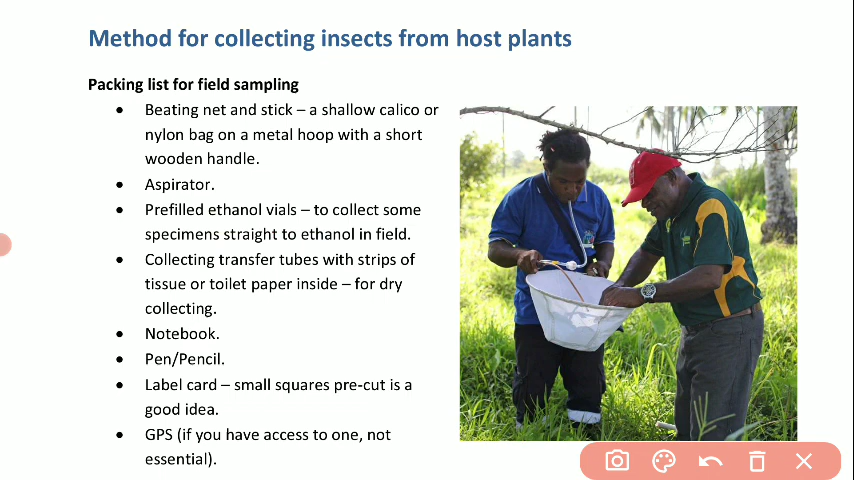 Method for collecting insects from host plants
Packing list for field sampling
• Beating net and stick – a shallow calico or
nylon bag on a metal hoop with a short
wooden handle.
• Aspirator.
• Prefilled ethanol vials – to collect some
specimens straight to ethanol in field.
• Collecting transfer tubes with strips of
tissue or toilet paper inside – for dry
collecting.
• Notebook.
• Pen/Pencil.
• Label card – small squares pre-cut is a
good idea.
• GPS (if you have access to one, not
essential).